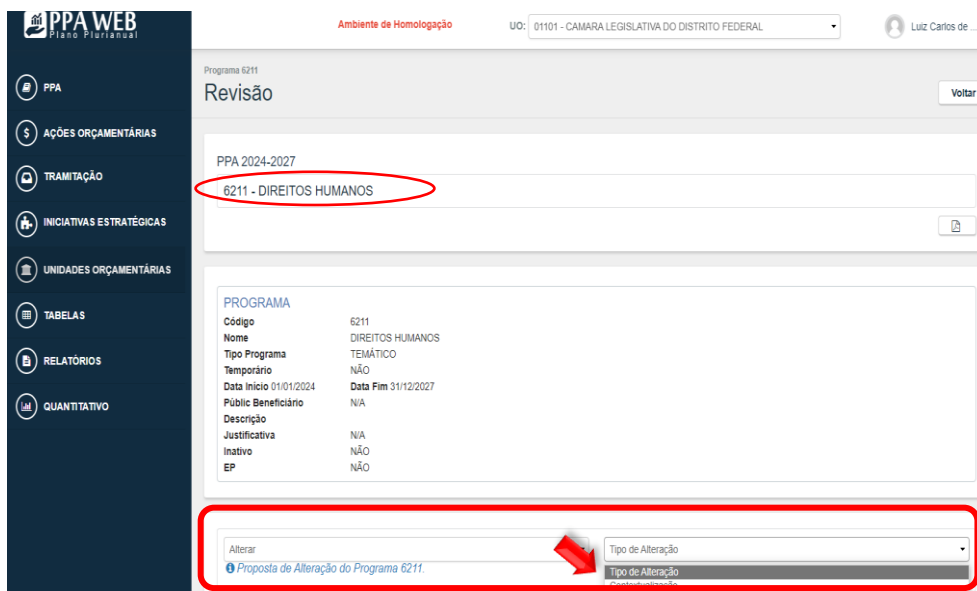 PPA WEB
Plano Plurianual
Ambiente de Homologação
UO: 01101 - CAMARA LEGISLATIVA DO DISTRITO FEDERAL
Luiz Carlos de ...
PPA
AÇÕES ORÇAMENTÁRIAS
TRAMITAÇÃO
INICIATIVAS ESTRATÉGICAS
UNIDADES ORÇAMENTÁRIAS
TABELAS
RELATÓRIOS
QUANTITATIVO
Programa 6211
Revisão
Voltar
PPA 2024-2027
6211 - DIREITOS HUMANOS
PROGRAMA
Código 6211
Nome DIREITOS HUMANOS
Tipo Programa TEMÁTICO
Temporário NÃO
Data Início 01/01/2024 Data Fim 31/12/2027
Públic Beneficiário N/A
Descrição
Justificativa N/A
Inativo NÃO
EP NÃO
Alterar
Tipo de Alteração
Proposta de Alteração do Programa 6211.
Tipo de Alteração
Contextualização